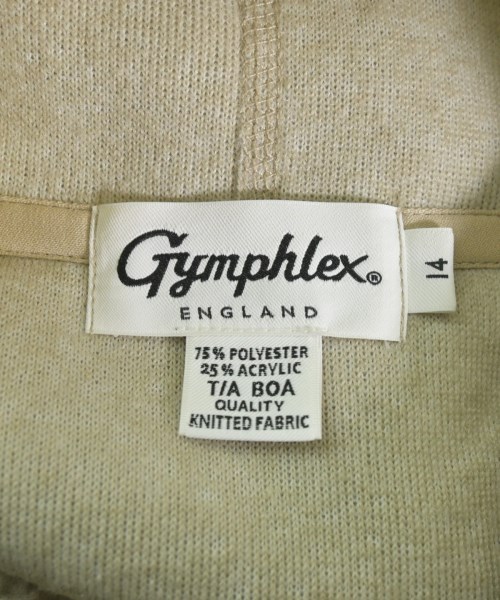 Gymphlex®
ENGLAND
14
75% POLYESTER
25% ACRYLIC
T/A BOA
QUALITY
KNITTED FABRIC